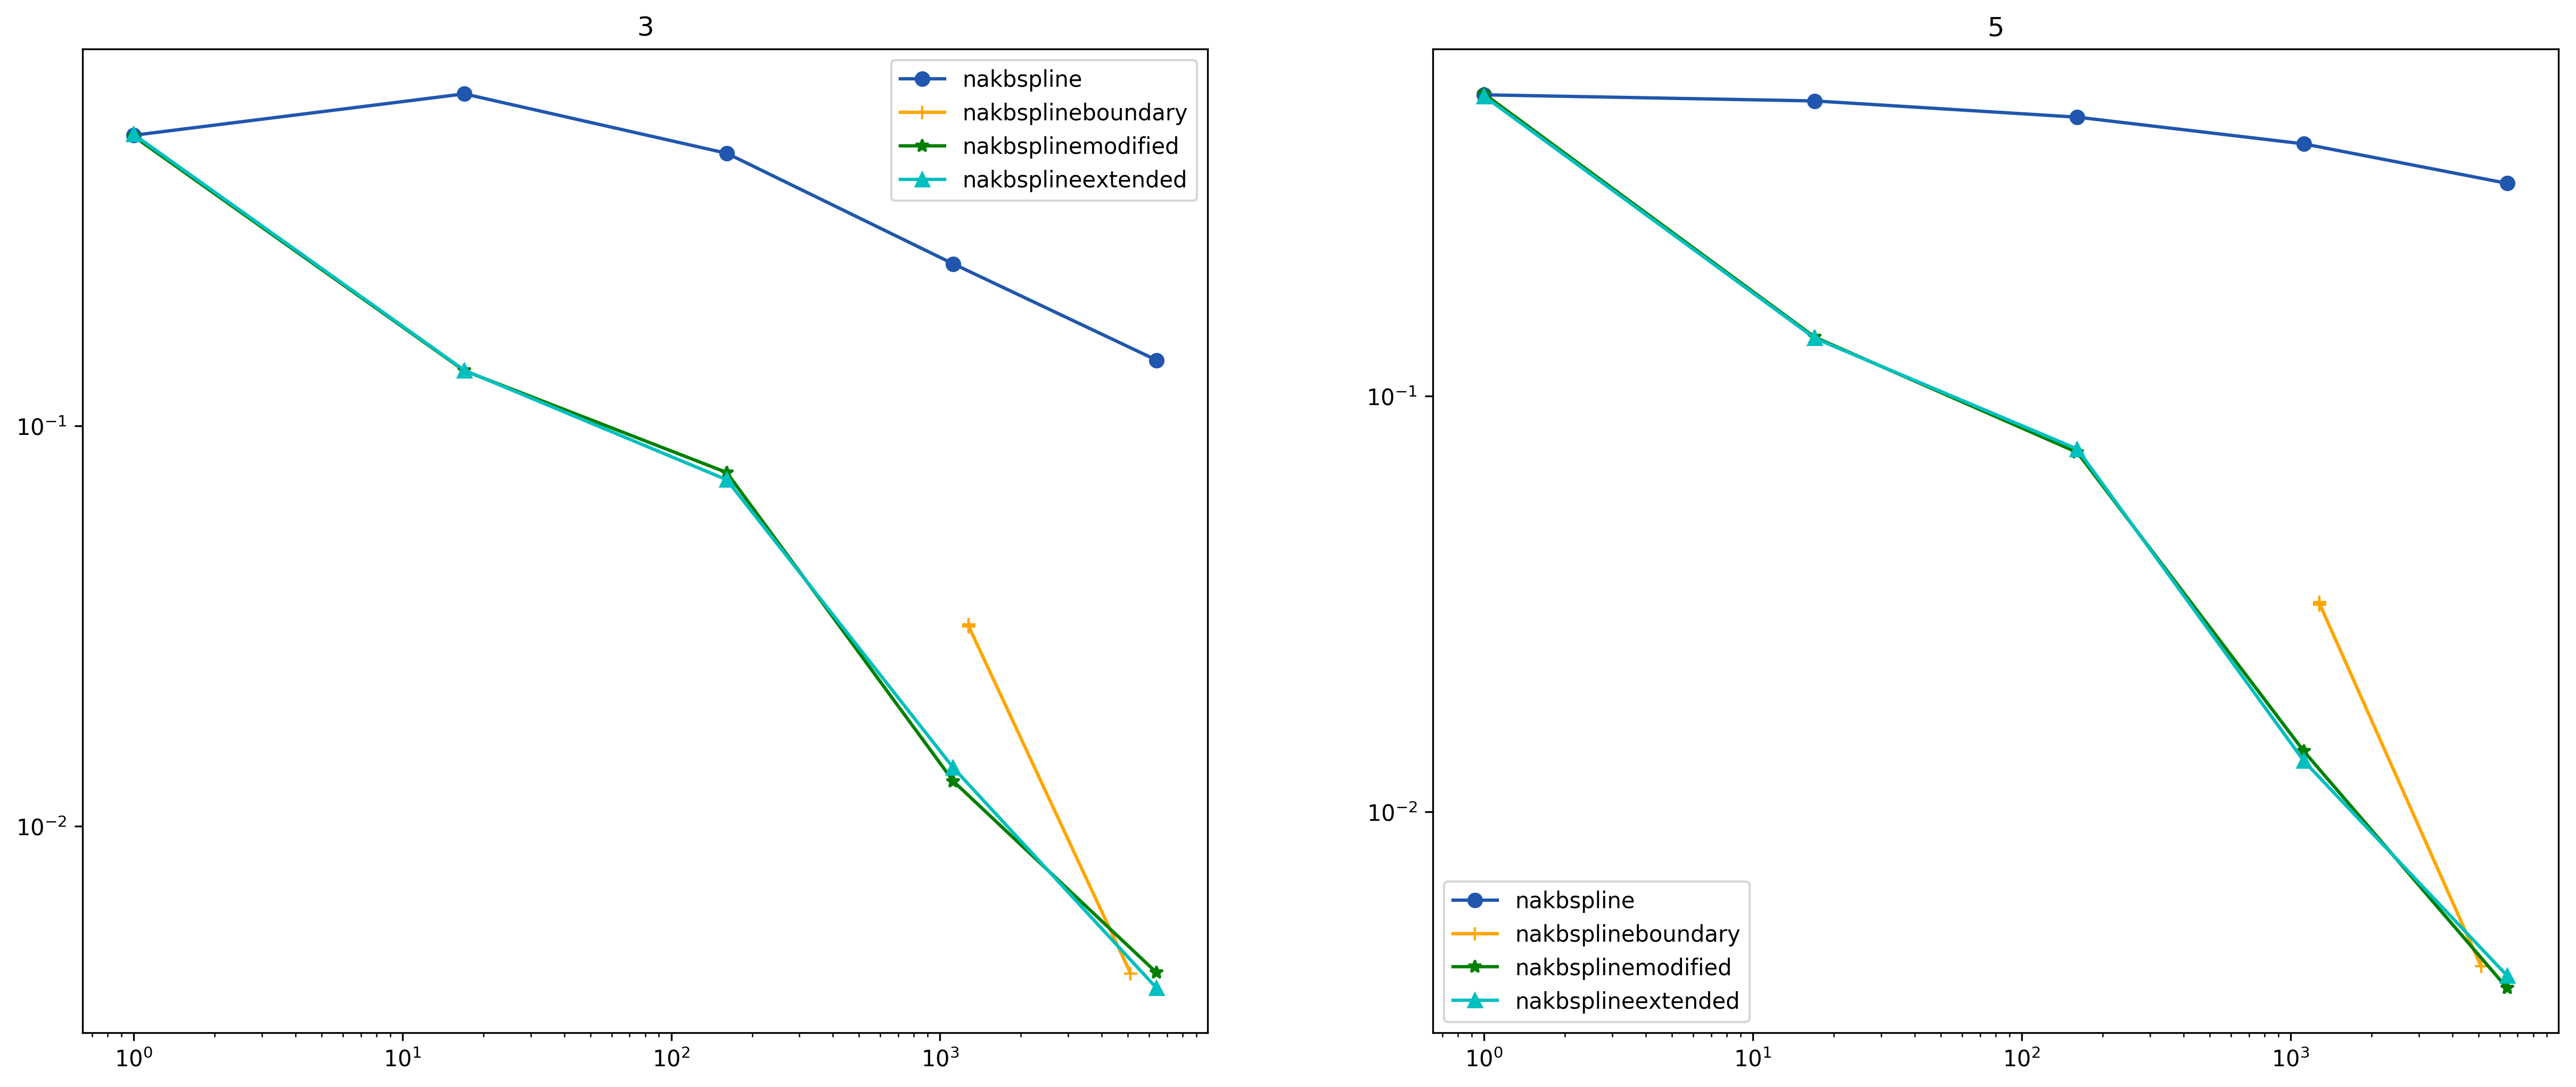 3
nakbspline
nakbsplineboundary
nakbsplinemodified
nakbsplineextended
10⁻¹
10⁻²
10⁰ 10¹ 10² 10³
5
10⁻¹
10⁻²
nakbspline
nakbsplineboundary
nakbsplinemodified
nakbsplineextended
10⁰ 10¹ 10² 10³